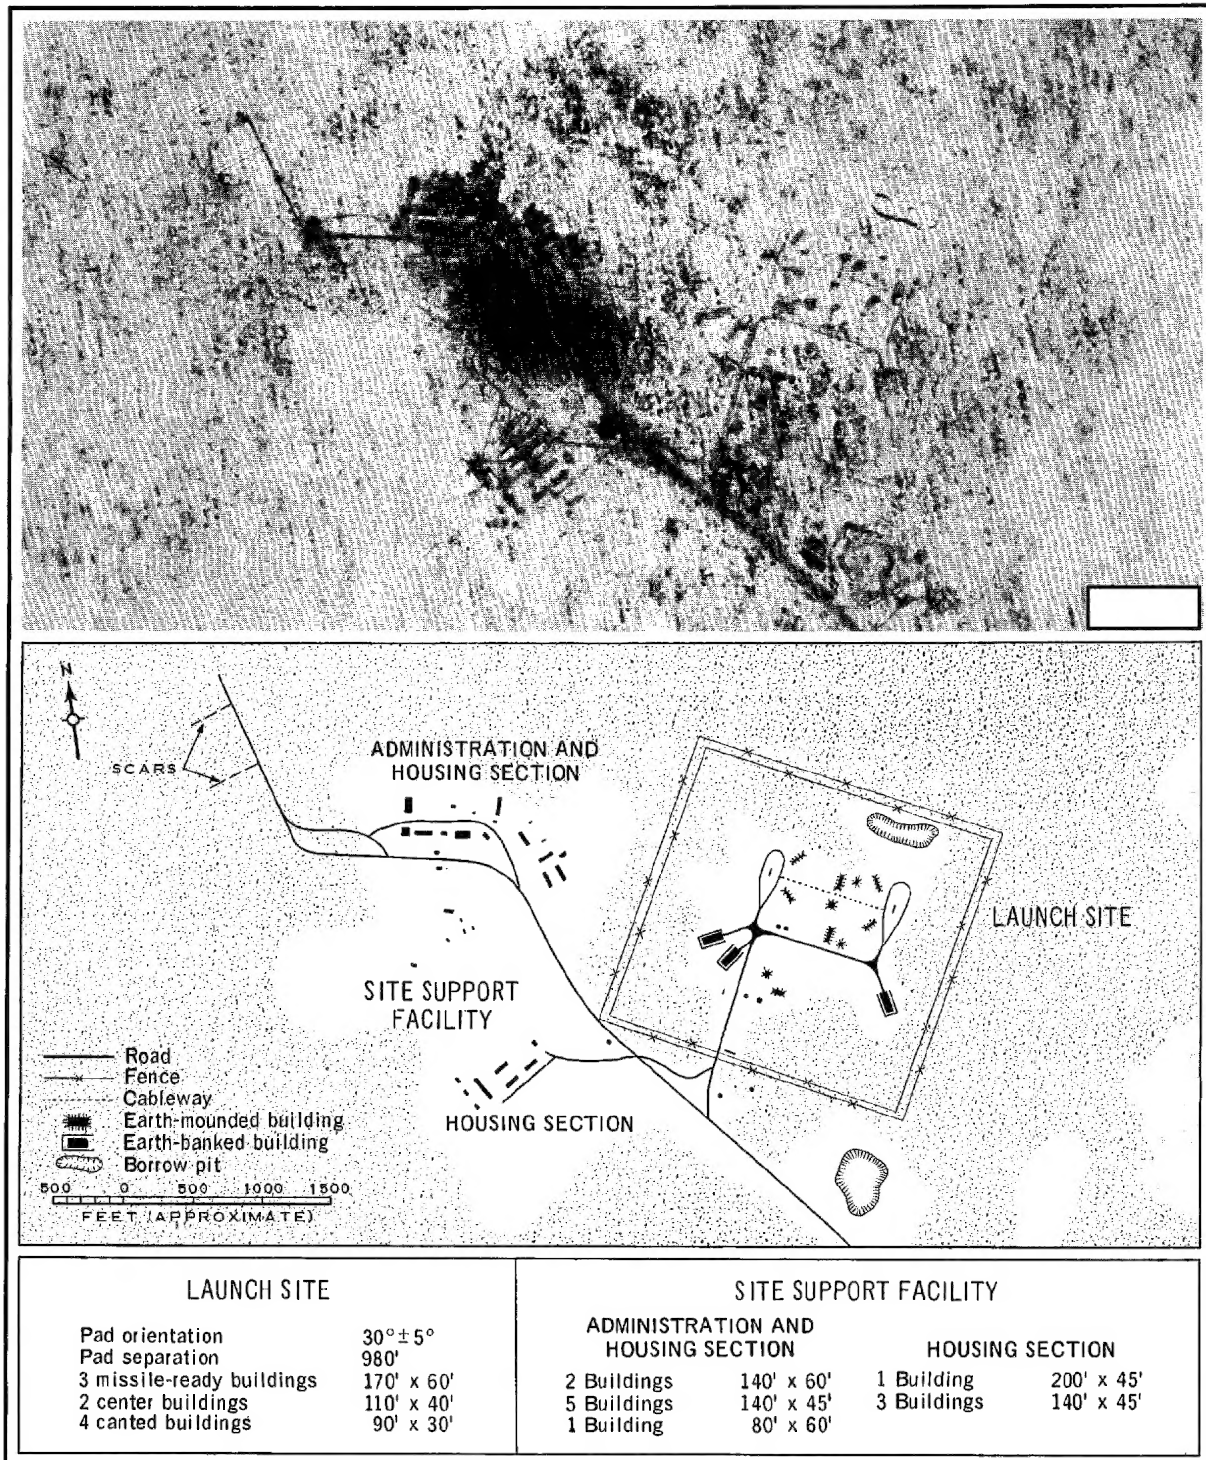 N
SCARS
ADMINISTRATION AND
HOUSING SECTION
LAUNCH SITE
SITE SUPPORT
FACILITY
HOUSING SECTION
Road
Fence
Cableway
Earth-mounded building
Earth-banked building
Borrow pit
500 0 500 1000 1500
FEET (APPROXIMATE)
LAUNCH SITE
Pad orientation 30° ± 5°
Pad separation 980'
3 missile-ready buildings 170' x 60'
2 center buildings 110' x 40'
4 canted buildings 90' x 30'
SITE SUPPORT FACILITY
ADMINISTRATION AND
HOUSING SECTION
2 Buildings 140' x 60'
5 Buildings 140' x 45'
1 Building 80' x 60'
HOUSING SECTION
1 Building 200' x 45'
3 Buildings 140' x 45'